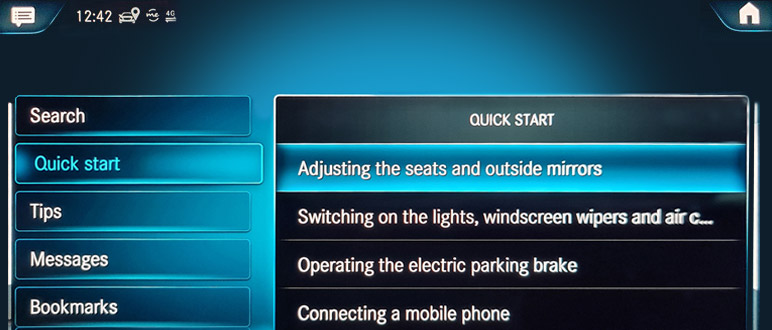 12:42 me 4G
Search
Quick start
Tips
Messages
Bookmarks
QUICK START
Adjusting the seats and outside mirrors
Switching on the lights, windscreen wipers and air c...
Operating the electric parking brake
Connecting a mobile phone